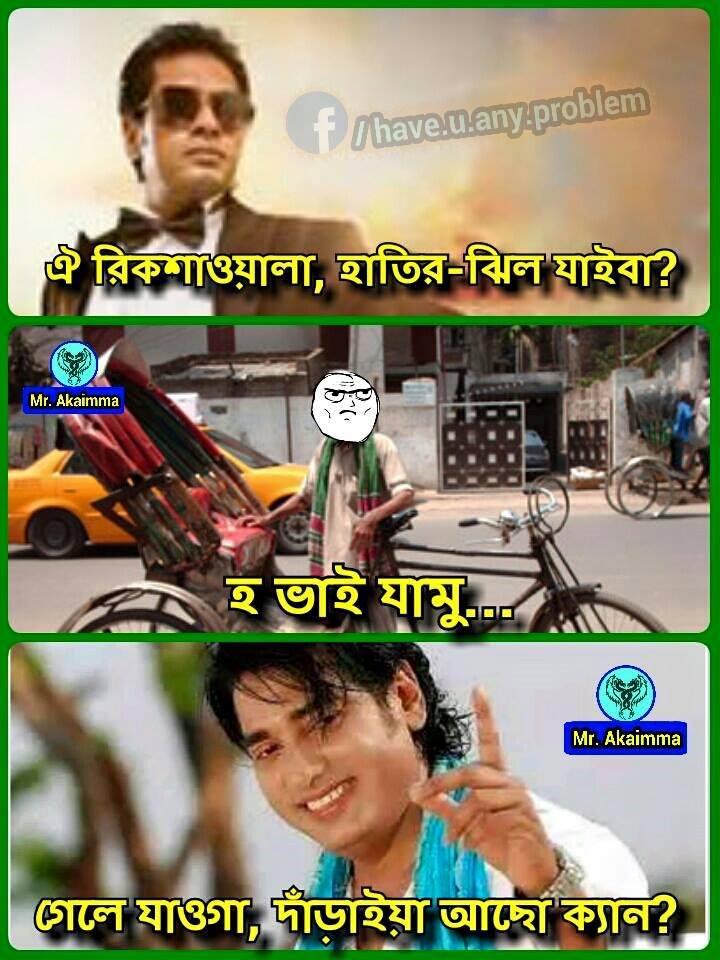 f /have.u.any.problem
ঐ রিকশাওয়ালা, হাতির-ঝিল যাইবা?
Mr. Akaimma
হ ভাই যামু...
Mr. Akaimma
গেলে যাওগা, দাঁড়াইয়া আছো ক্যান?